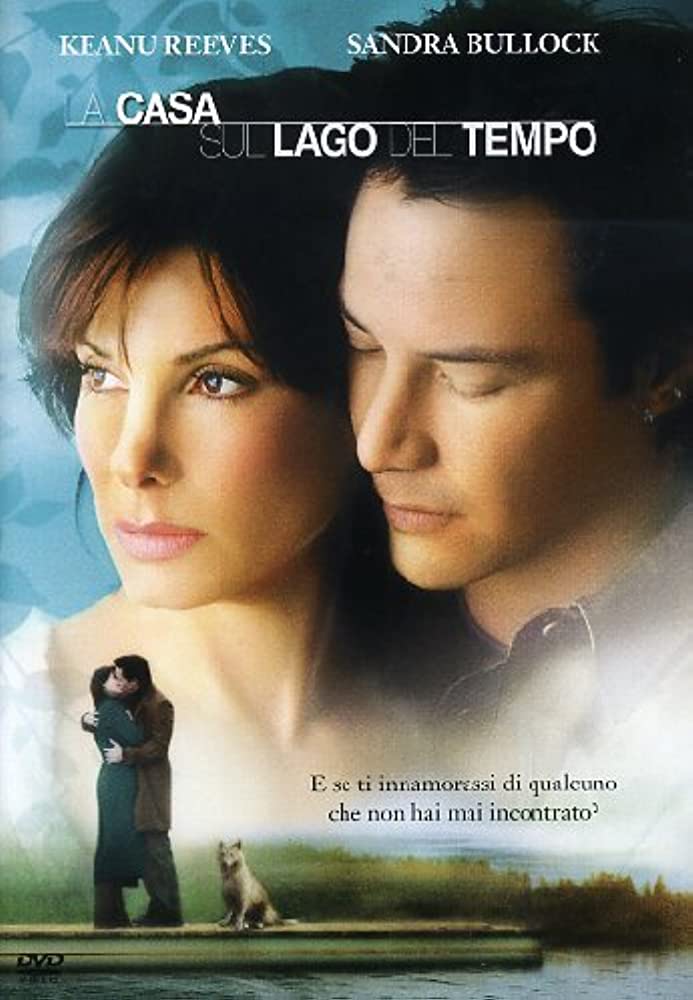 KEANU REEVES SANDRA BULLOCK
LA CASA
SUL LAGO DEL TEMPO
E se ti innamorassi di qualcuno
che non hai mai incontrato?
DVD
VIDEO